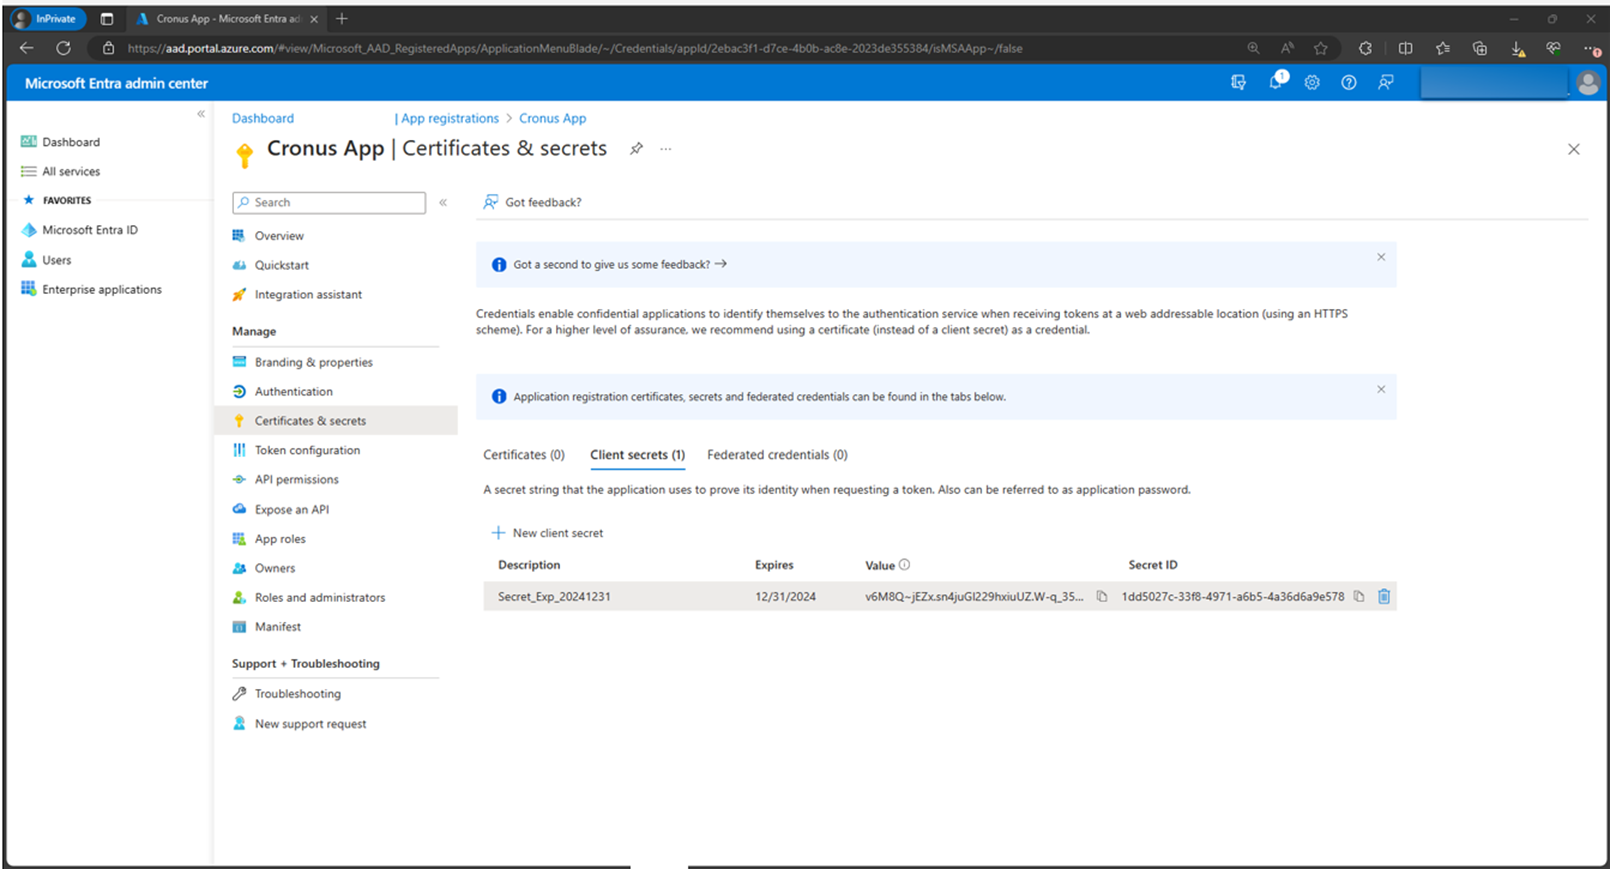 InPrivate
Cronus App - Microsoft Entra ad
https://aad.portal.azure.com/#view/Microsoft_AAD_RegisteredApps/ApplicationMenuBlade/~/Credentials/appId/2ebac3f1-d7ce-4b0b-ac8e-2023de355384/isMSAApp~/false
Microsoft Entra admin center
1
Dashboard
All services
FAVORITES
Microsoft Entra ID
Users
Enterprise applications
Dashboard | App registrations > Cronus App
Cronus App | Certificates & secrets
Search
Overview
Quickstart
Integration assistant
Manage
Branding & properties
Authentication
Certificates & secrets
Token configuration
API permissions
Expose an API
App roles
Owners
Roles and administrators
Manifest
Support + Troubleshooting
Troubleshooting
New support request
Got feedback?
Got a second to give us some feedback? →
Credentials enable confidential applications to identify themselves to the authentication service when receiving tokens at a web addressable location (using an HTTPS
scheme). For a higher level of assurance, we recommend using a certificate (instead of a client secret) as a credential.
Application registration certificates, secrets and federated credentials can be found in the tabs below.
Certificates (0) Client secrets (1) Federated credentials (0)
A secret string that the application uses to prove its identity when requesting a token. Also can be referred to as application password.
New client secret
Description Expires Value Secret ID
Secret_Exp_20241231 12/31/2024 v6M8Q~jEZx.sn4juGl229hxiuUZ.W-q_35... 1dd5027c-33f8-4971-a6b5-4a36d6a9e578